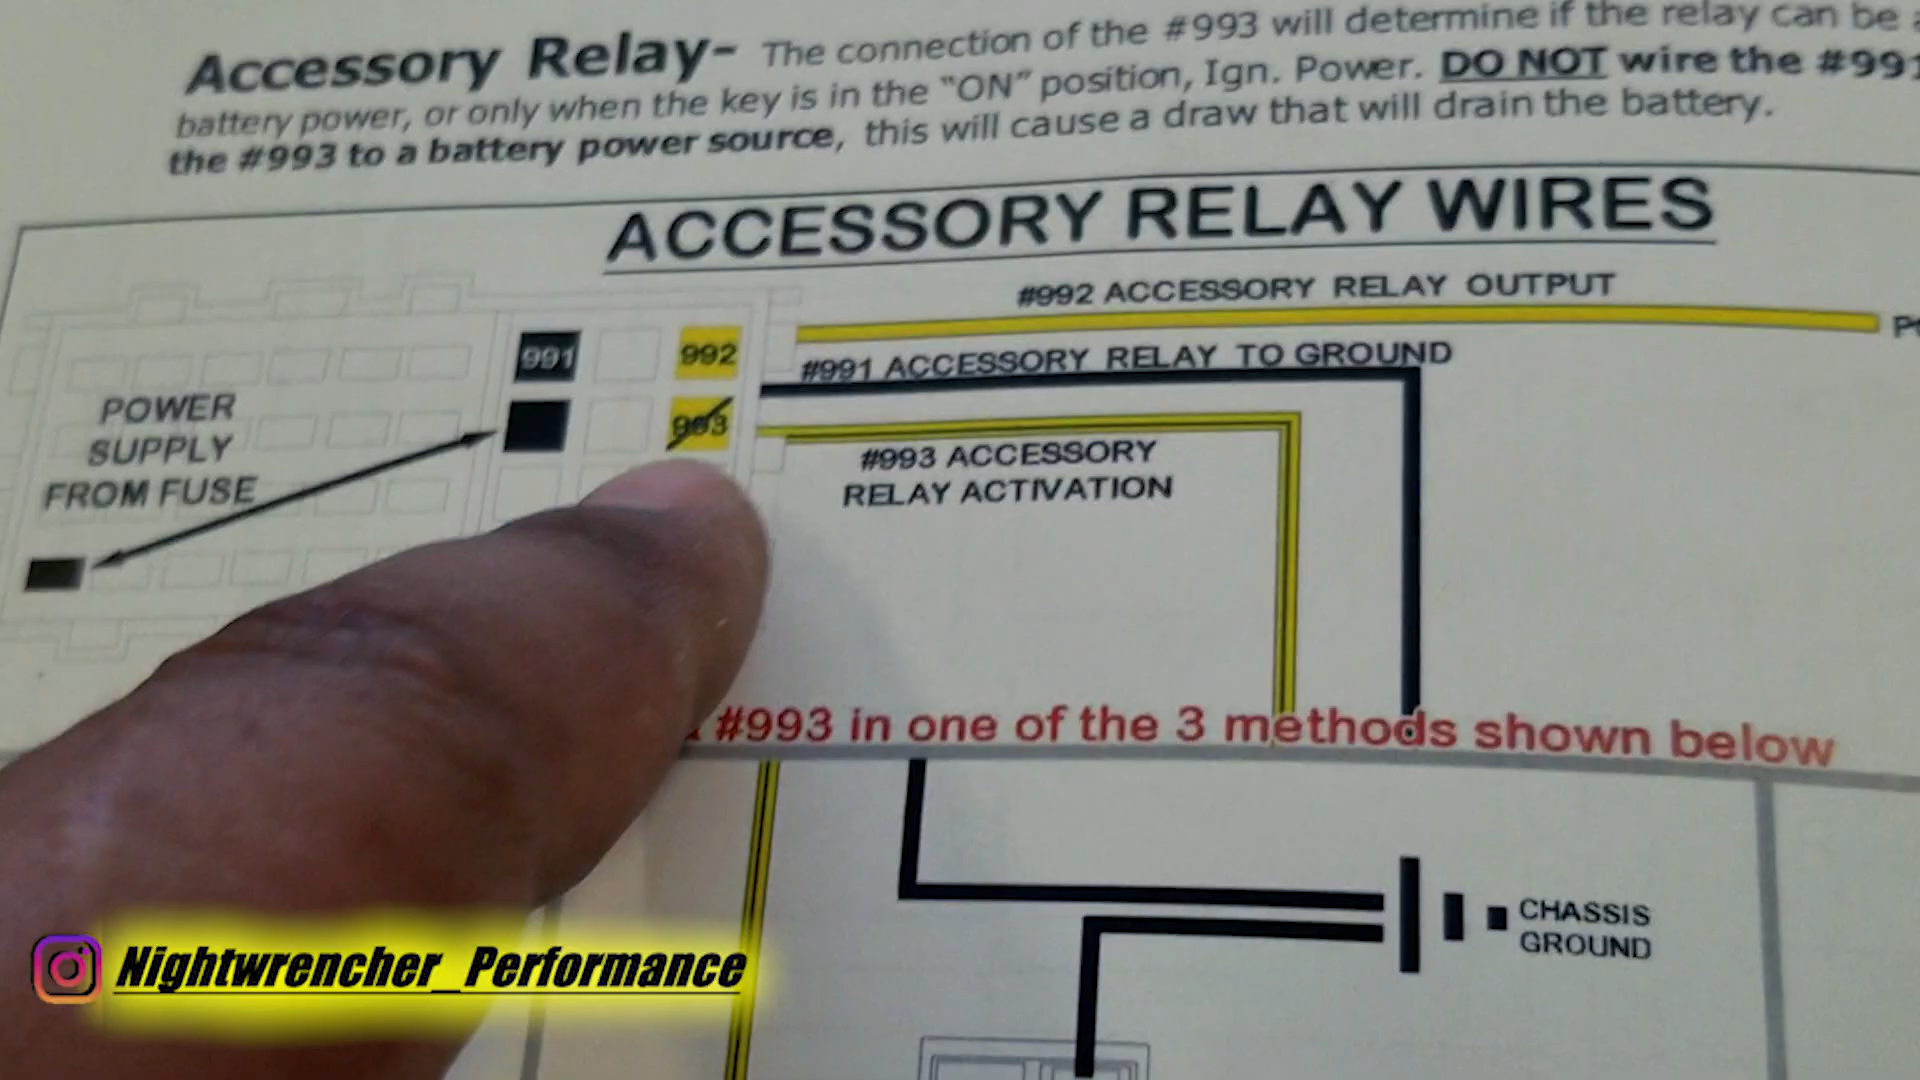 Accessory Relay- The connection of the #993 will determine if the relay can be
battery power, or only when the key is in the "ON" position, Ign. Power. DO NOT wire the #991
the #993 to a battery power source, this will cause a draw that will drain the battery.
ACCESSORY RELAY WIRES
#992 ACCESSORY RELAY OUTPUT
991
992
#991 ACCESSORY RELAY TO GROUND
POWER
SUPPLY
FROM FUSE
993
#993 ACCESSORY
RELAY ACTIVATION
#993 in one of the 3 methods shown below
CHASSIS
GROUND
Nightwrencher_Performance